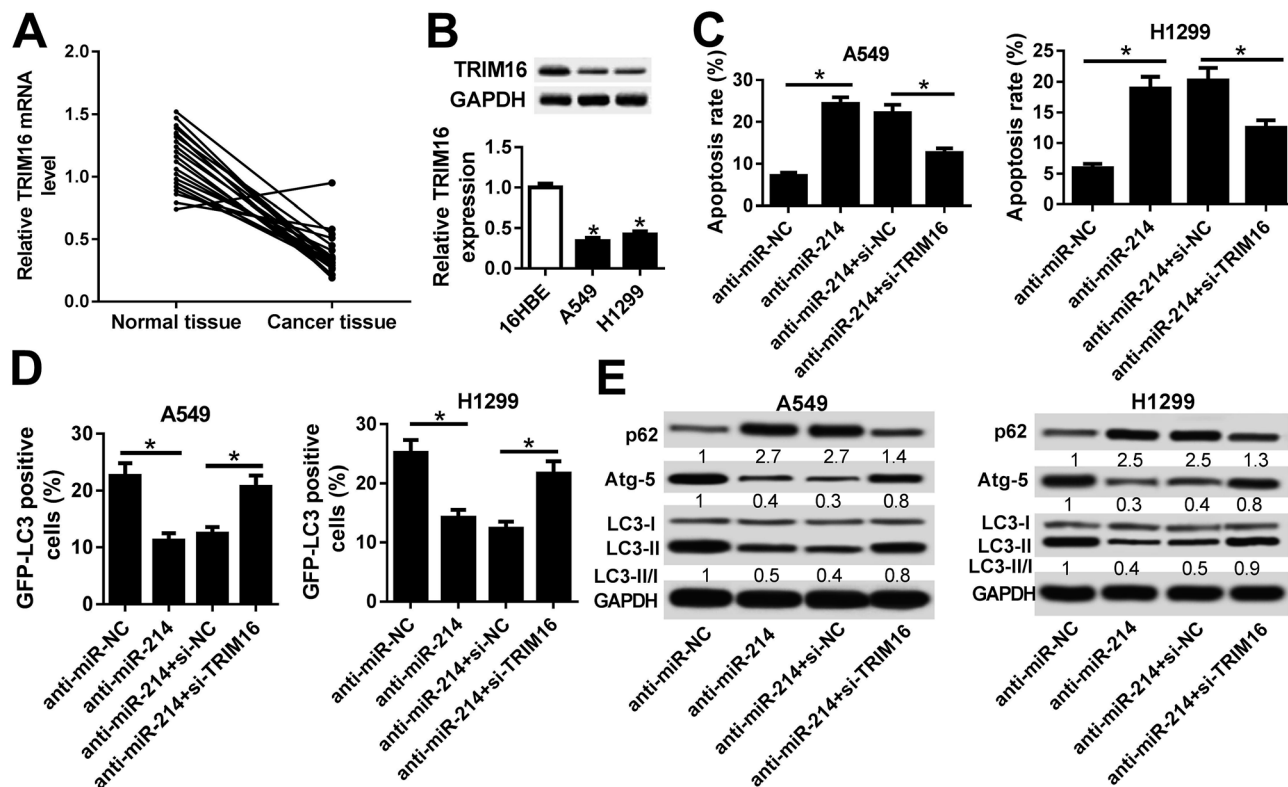 A
Relative TRIM16 mRNA
level
2.0
1.5
1.0
0.5
0.0
Normal tissue Cancer tissue
B
TRIM16
GAPDH
Relative TRIM16
expression
1.5
1.0
0.5
0.0
* *
16HBE A549 H1299
C
A549
Apoptosis rate (%)
30
20
10
0
* *
anti-miR-NC
anti-miR-214
anti-miR-214+si-NC
anti-miR-214+si-TRIM16
H1299
Apoptosis rate (%)
25
20
15
10
5
0
* *
anti-miR-NC
anti-miR-214
anti-miR-214+si-NC
anti-miR-214+si-TRIM16
D
A549
GFP-LC3 positive
cells (%)
30
20
10
0
* *
anti-miR-NC
anti-miR-214
anti-miR-214+si-NC
anti-miR-214+si-TRIM16
H1299
GFP-LC3 positive
cells (%)
30
20
10
0
* *
anti-miR-NC
anti-miR-214
anti-miR-214+si-NC
anti-miR-214+si-TRIM16
E
A549
p62
1 2.7 2.7 1.4
Atg-5
1 0.4 0.3 0.8
LC3-I
LC3-II
LC3-II/I 1 0.5 0.4 0.8
GAPDH
anti-miR-NC
anti-miR-214
anti-miR-214+si-NC
anti-miR-214+si-TRIM16
H1299
p62
1 2.5 2.5 1.3
Atg-5
1 0.3 0.4 0.8
LC3-I
LC3-II
LC3-II/I 1 0.4 0.5 0.9
GAPDH
anti-miR-NC
anti-miR-214
anti-miR-214+si-NC
anti-miR-214+si-TRIM16